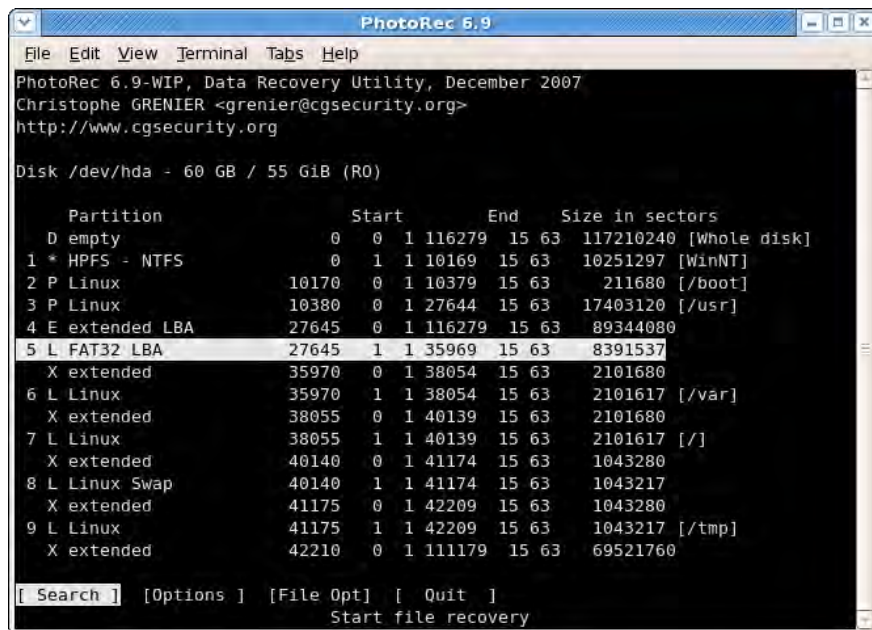 PhotoRec 6.9
File Edit View Terminal Tabs Help
PhotoRec 6.9-WIP, Data Recovery Utility, December 2007
Christophe GRENIER <grenier@cgsecurity.org>
http://www.cgsecurity.org
Disk /dev/hda - 60 GB / 55 GiB (RO)
Partition Start End Size in sectors
D empty 0 0 1 116279 15 63 117210240 [Whole disk]
1 * HPFS - NTFS 0 1 1 10169 15 63 10251297 [WinNT]
2 P Linux 10170 0 1 10379 15 63 211680 [/boot]
3 P Linux 10380 0 1 27644 15 63 17403120 [/usr]
4 E extended LBA 27645 0 1 116279 15 63 89344080
5 L FAT32 LBA 27645 1 1 35969 15 63 8391537
X extended 35970 0 1 38054 15 63 2101680
6 L Linux 35970 1 1 38054 15 63 2101617 [/var]
X extended 38055 0 1 40139 15 63 2101680
7 L Linux 38055 1 1 40139 15 63 2101617 [/]
X extended 40140 0 1 41174 15 63 1043280
8 L Linux Swap 40140 1 1 41174 15 63 1043217
X extended 41175 0 1 42209 15 63 1043280
9 L Linux 41175 1 1 42209 15 63 1043217 [/tmp]
X extended 42210 0 1 111179 15 63 69521760
[ Search ] [Options ] [File Opt] [ Quit ]
Start file recovery